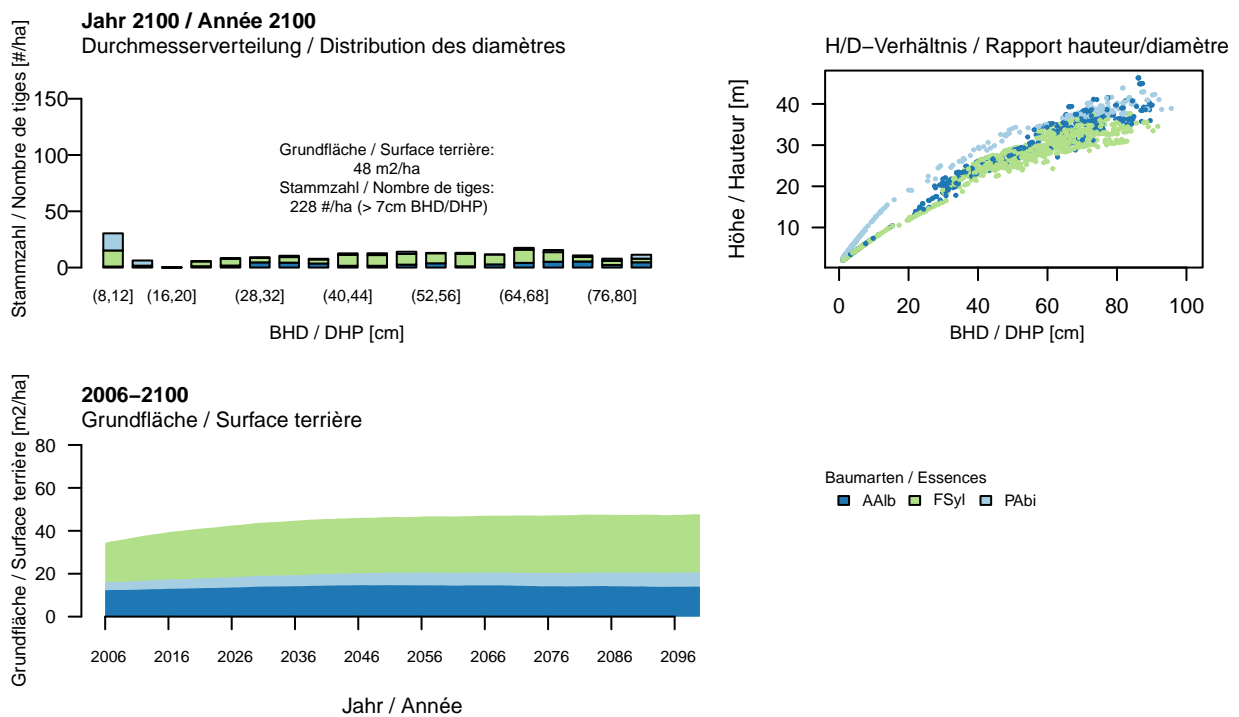 Jahr 2100 / Année 2100
Durchmesserverteilung / Distribution des diamètres
Stammzahl / Nombre de tiges [#/ha]
150
100
50
0
Grundfläche / Surface terrière:
48 m2/ha
Stammzahl / Nombre de tiges:
228 #/ha (> 7cm BHD/DHP)
(8,12] (16,20] (28,32] (40,44] (52,56] (64,68] (76,80]
BHD / DHP [cm]
H/D−Verhältnis / Rapport hauteur/diamètre
Höhe / Hauteur [m]
40
30
20
10
0 20 40 60 80 100
BHD / DHP [cm]
2006−2100
Grundfläche / Surface terrière
Grundfläche / Surface terrière [m2/ha]
80
60
40
20
0
2006 2016 2026 2036 2046 2056 2066 2076 2086 2096
Jahr / Année
Baumarten / Essences
AAlb FSyl PAbi